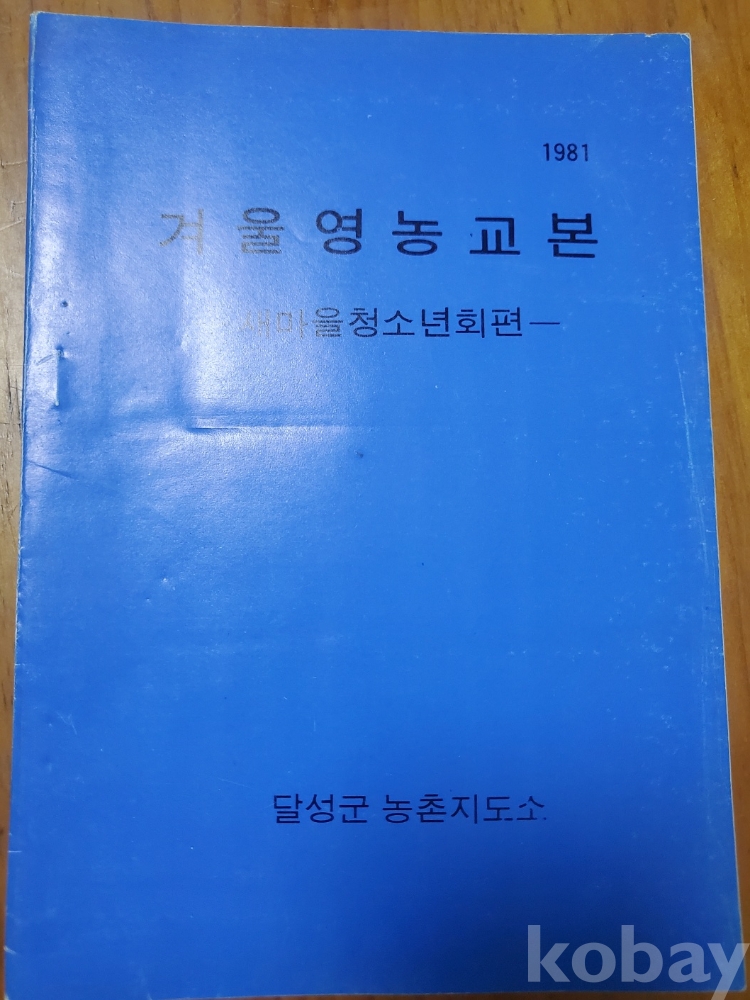 1981
겨울영농교본
새마을청소년회편—
달성군 농촌지도소
kobay